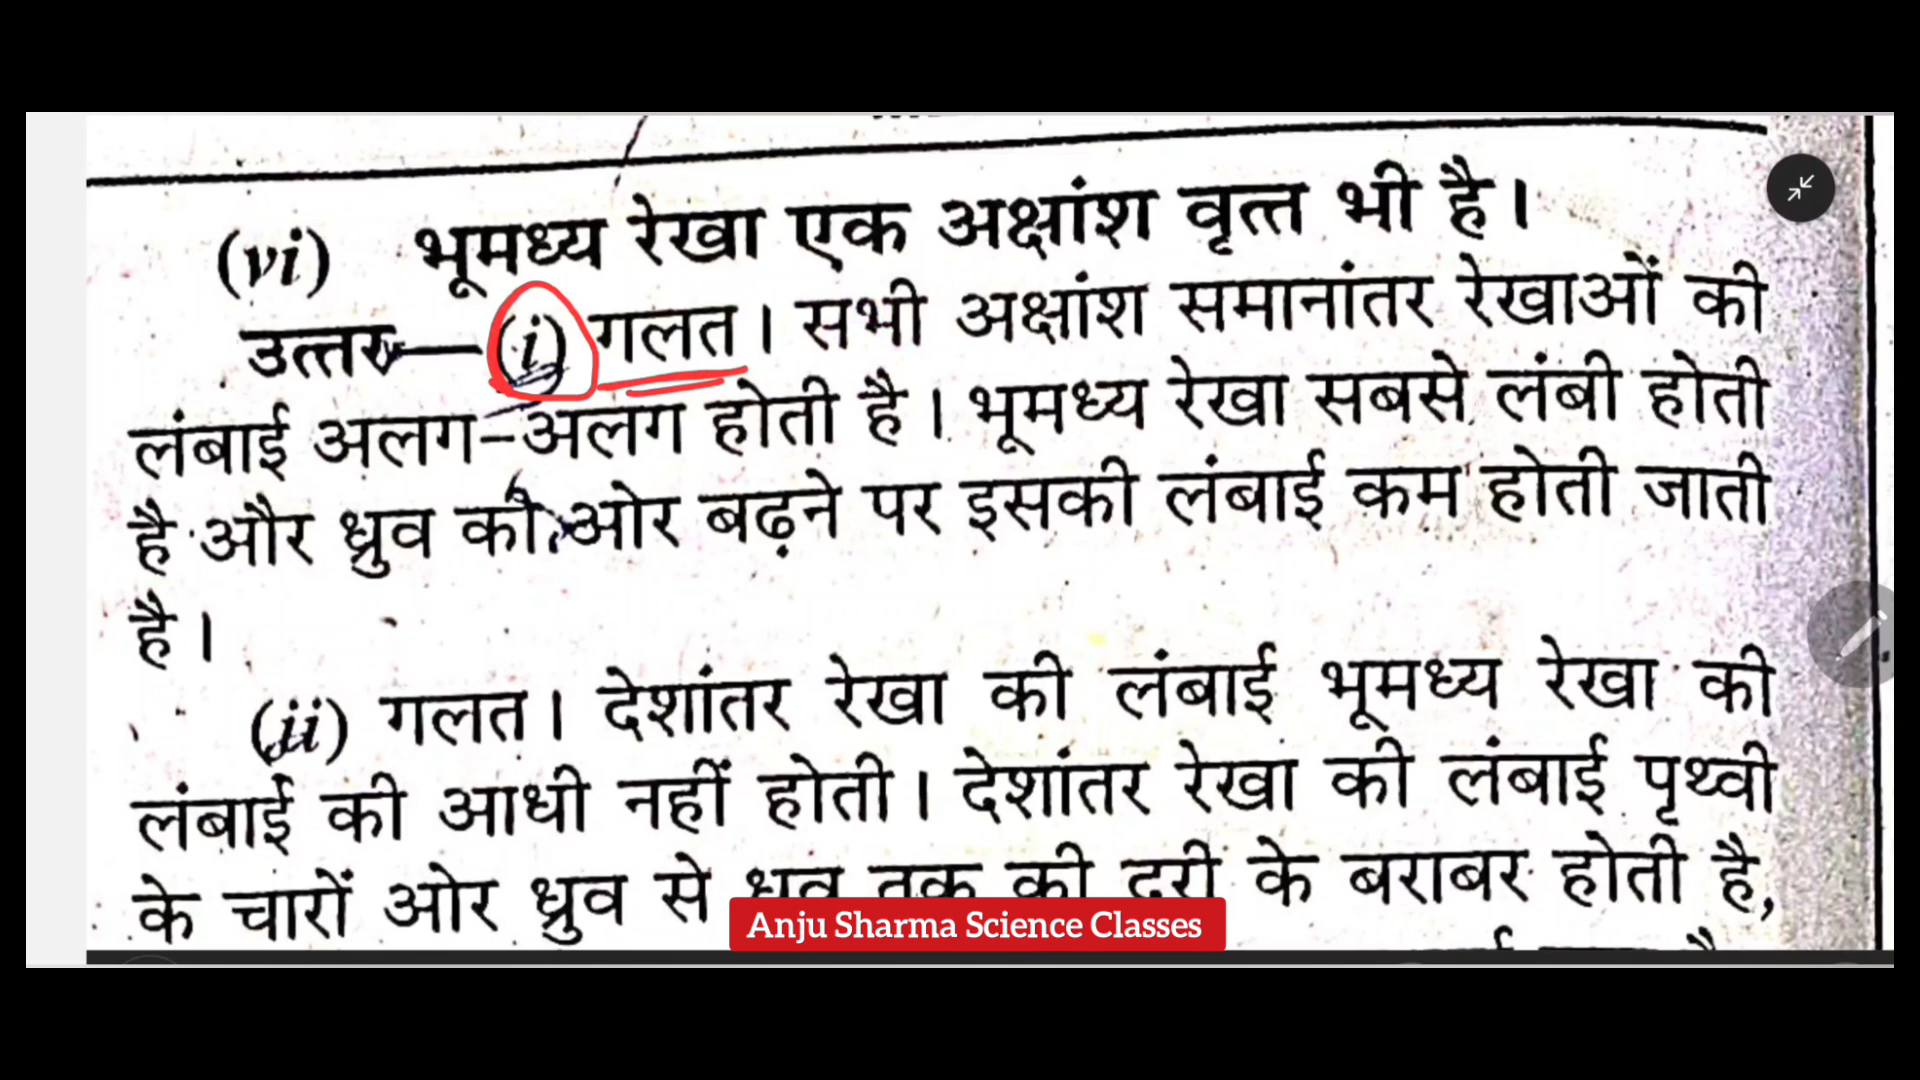 (vi) भूमध्य रेखा एक अक्षांश वृत्त भी है।
उत्तर—(i) गलत। सभी अक्षांश समानांतर रेखाओं की
लंबाई अलग-अलग होती है। भूमध्य रेखा सबसे लंबी होती
है और ध्रुव की ओर बढ़ने पर इसकी लंबाई कम होती जाती
है।
(ii) गलत। देशांतर रेखा की लंबाई भूमध्य रेखा की
लंबाई की आधी नहीं होती। देशांतर रेखा की लंबाई पृथ्वी
के चारों ओर ध्रुव से ध्रुव तक की दूरी के बराबर होती है,
Anju Sharma Science Classes